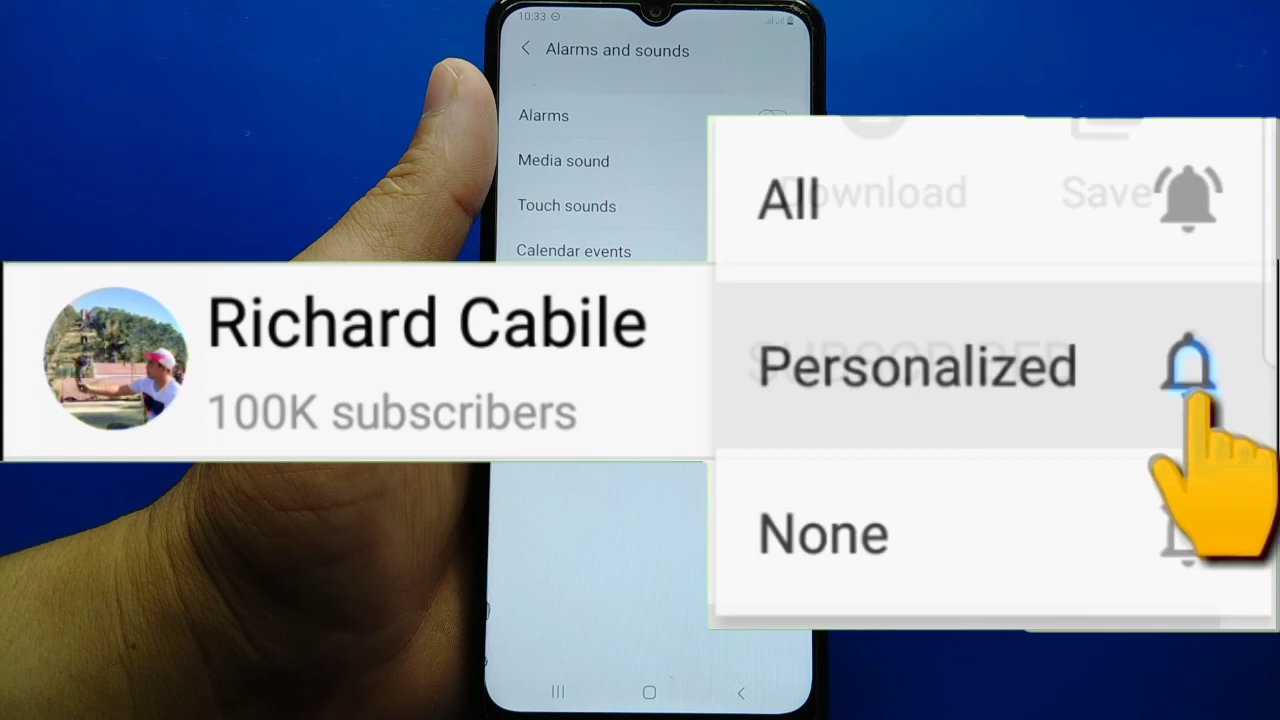 10:33
Alarms and sounds
Alarms
Media sound
Touch sounds
Calendar events
All
Download
Save
Richard Cabile
100K subscribers
Personalized
None